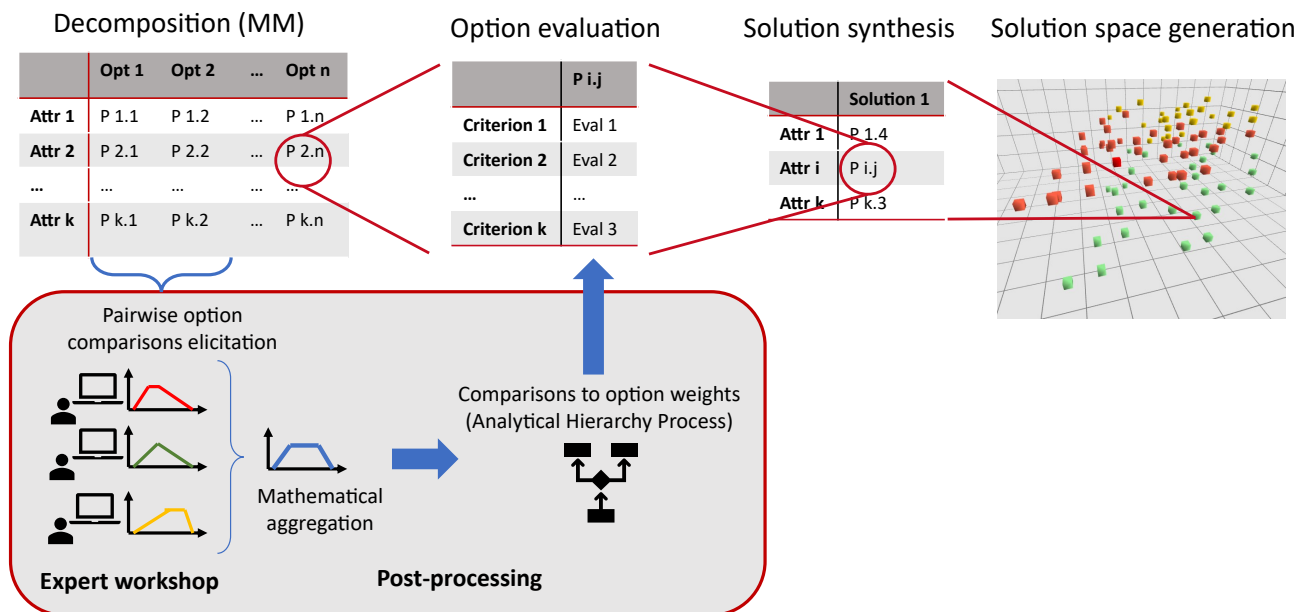 Decomposition (MM)
Option evaluation
Solution synthesis
Solution space generation
Opt 1 Opt 2 ... Opt n
Attr 1 P 1.1 P 1.2 ... P 1.n
Attr 2 P 2.1 P 2.2 ... P 2.n
... ... ... ... ...
Attr k P k.1 P k.2 ... P k.n
P i.j
Criterion 1 Eval 1
Criterion 2 Eval 2
... ...
Criterion k Eval 3
Solution 1
Attr 1 P 1.4
Attr i P i.j
Attr k P k.3
Pairwise option
comparisons elicitation
Mathematical
aggregation
Comparisons to option weights
(Analytical Hierarchy Process)
Expert workshop
Post-processing